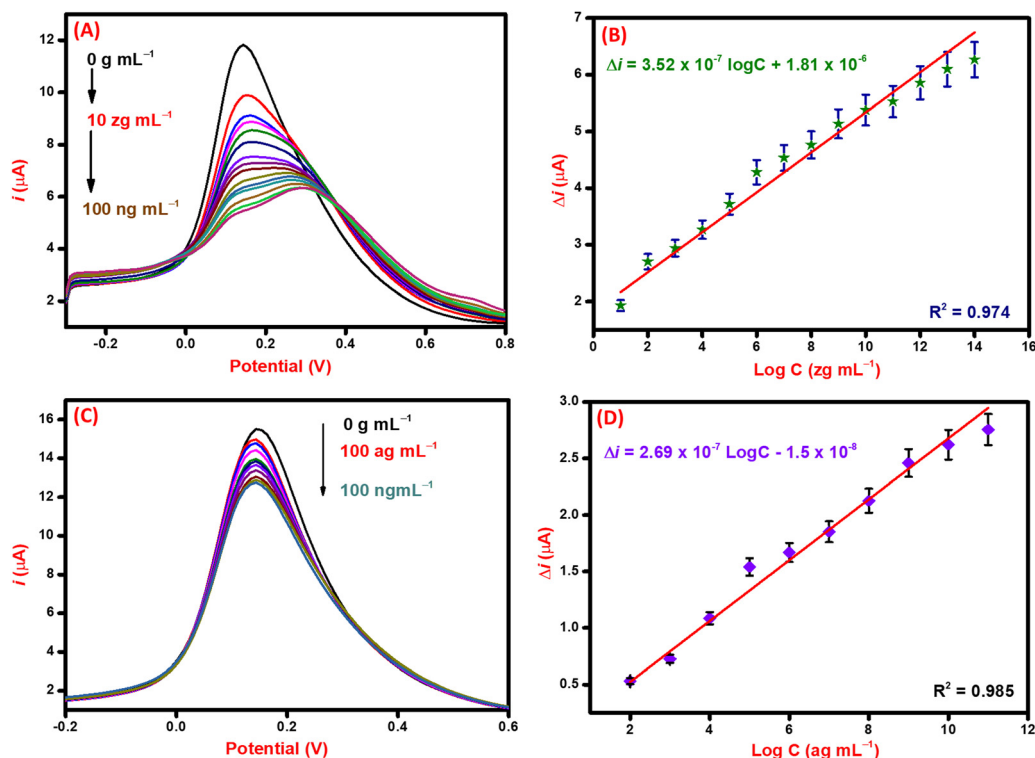 (A)
0 g mL⁻¹
10 zg mL⁻¹
100 ng mL⁻¹
i (µA)
12
10
8
6
4
2
-0.2
0.0
0.2
0.4
0.6
0.8
Potential (V)
(B)
Δi = 3.52 x 10⁻⁷ logC + 1.81 x 10⁻⁶
Δi (µA)
7
6
5
4
3
2
R² = 0.974
0
2
4
6
8
10
12
14
16
Log C (zg mL⁻¹)
(C)
0 g mL⁻¹
100 ag mL⁻¹
100 ngmL⁻¹
i (µA)
16
14
12
10
8
6
4
2
-0.2
0.0
0.2
0.4
0.6
Potential (V)
(D)
Δi = 2.69 x 10⁻⁷ LogC - 1.5 x 10⁻⁸
Δi (µA)
3.0
2.5
2.0
1.5
1.0
0.5
R² = 0.985
2
4
6
8
10
12
Log C (ag mL⁻¹)